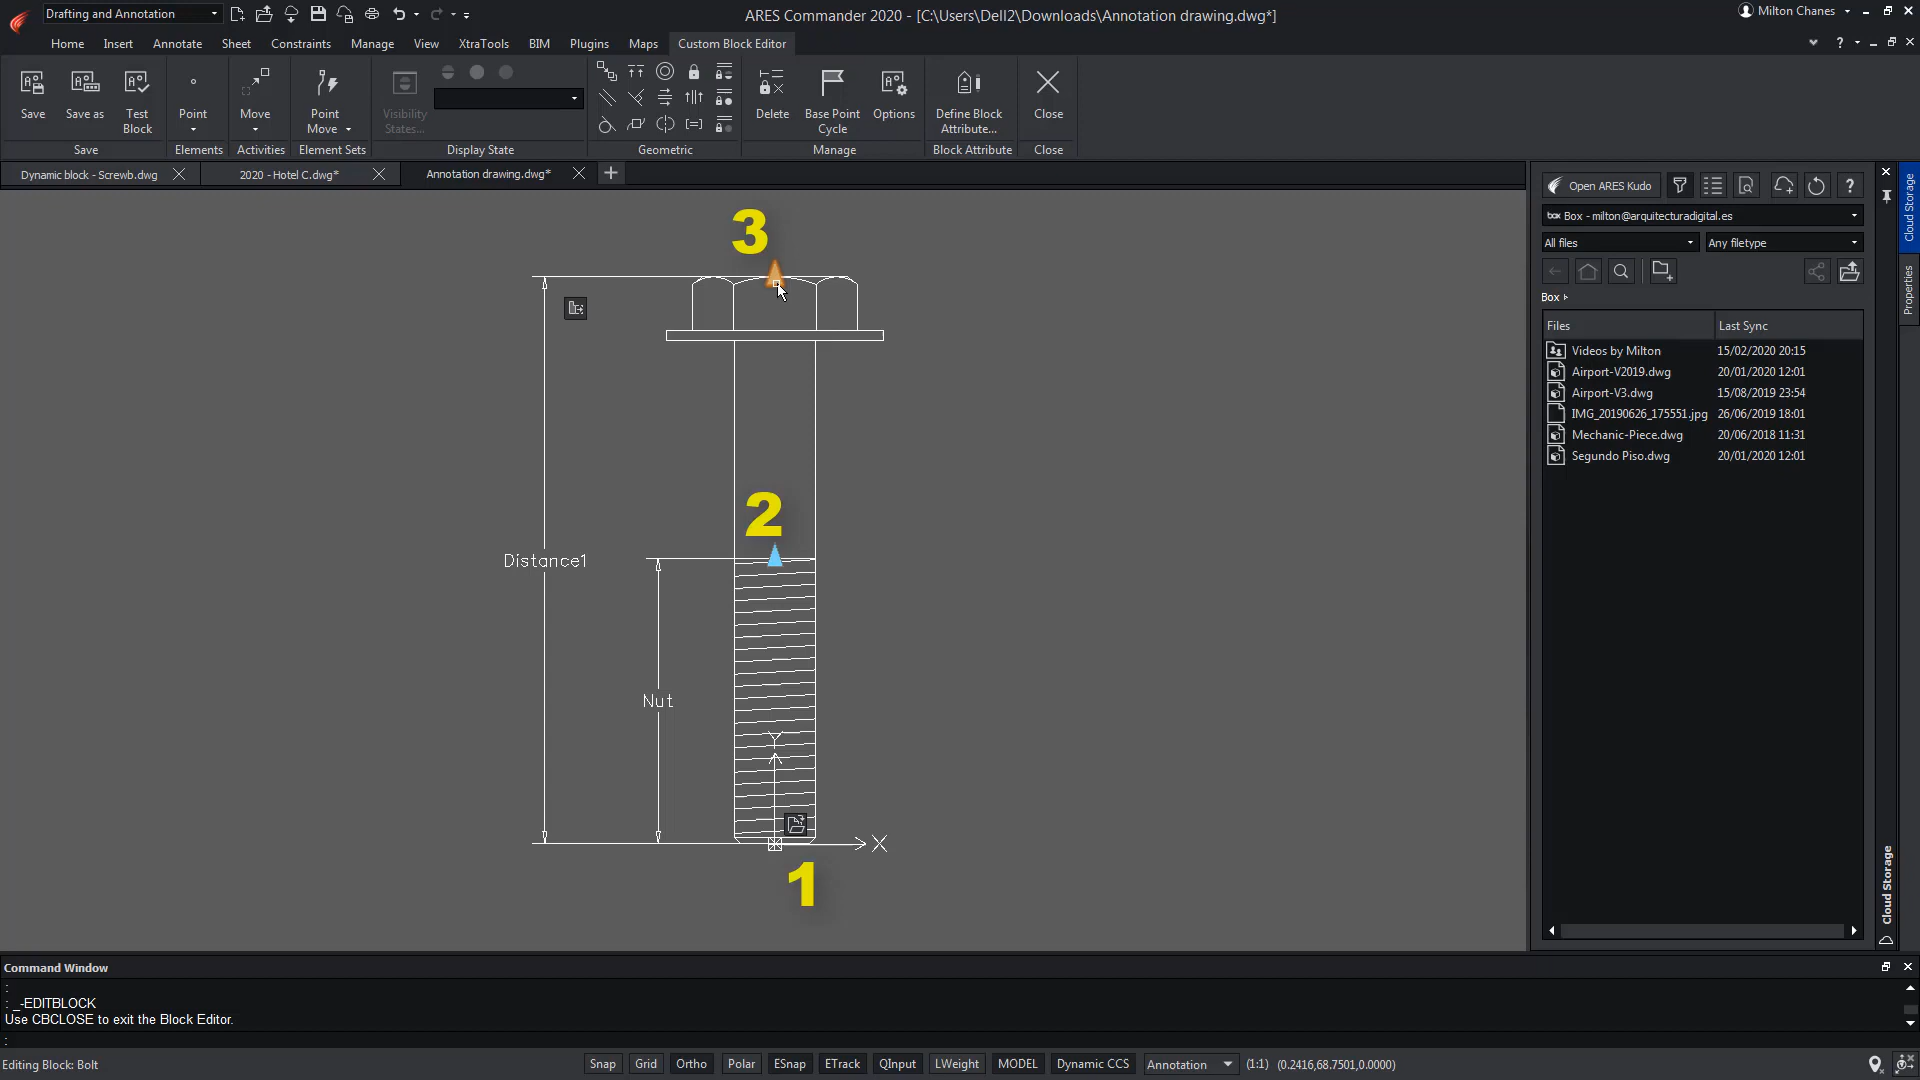 Drafting and Annotation
ARES Commander 2020 - [C:\Users\Dell2\Downloads\Annotation drawing.dwg*]
Milton Chanes
Home Insert Annotate Sheet Constraints Manage View XtraTools BIM Plugins Maps Custom Block Editor
?
Save Save as Test Block Point Move Point Move Visibility States... Delete Base Point Cycle Options Define Block Attribute... Close
Save Elements Activities Element Sets Display State Geometric Manage Block Attribute Close
Dynamic block - Screwb.dwg 2020 - Hotel C.dwg* Annotation drawing.dwg*
Open ARES Kudo ?
box Box - milton@arquitecturadigital.es
All files Any filetype
Box
Files Last Sync
Videos by Milton 15/02/2020 20:15
Airport-V2019.dwg 20/01/2020 12:01
Airport-V3.dwg 15/08/2019 23:54
IMG_20190626_175551.jpg 26/06/2019 18:01
Mechanic-Piece.dwg 20/06/2018 11:31
Segundo Piso.dwg 20/01/2020 12:01
Cloud Storage
Properties
Cloud Storage
3
2
Distance1
Nut
Y
X
1
Command Window
:
: _-EDITBLOCK
Use CBCLOSE to exit the Block Editor.
:
Editing Block: Bolt Snap Grid Ortho Polar ESnap ETrack QInput LWeight MODEL Dynamic CCS Annotation (1:1) (0.2416,68.7501,0.0000)